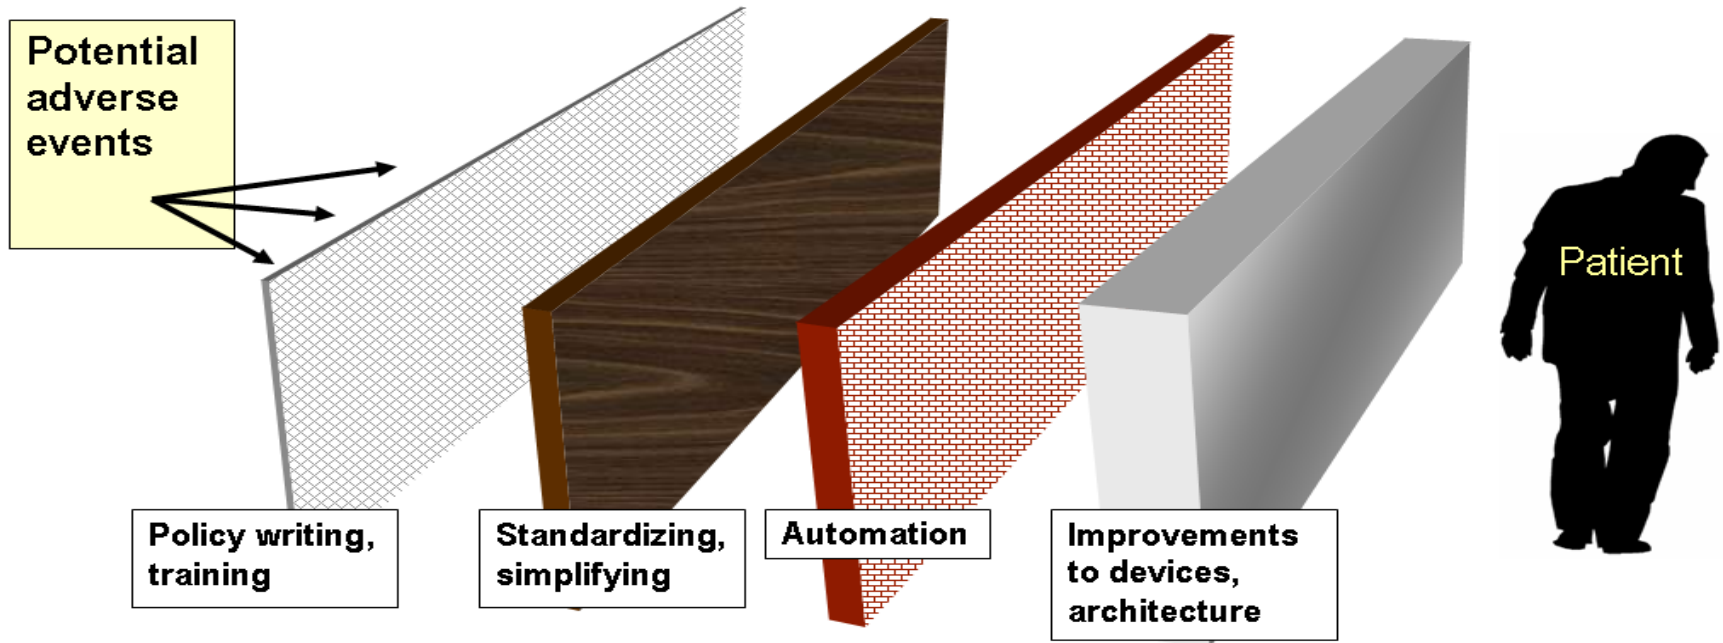 Potential
adverse
events
Patient
Policy writing,
training
Standardizing,
simplifying
Automation
Improvements
to devices,
architecture